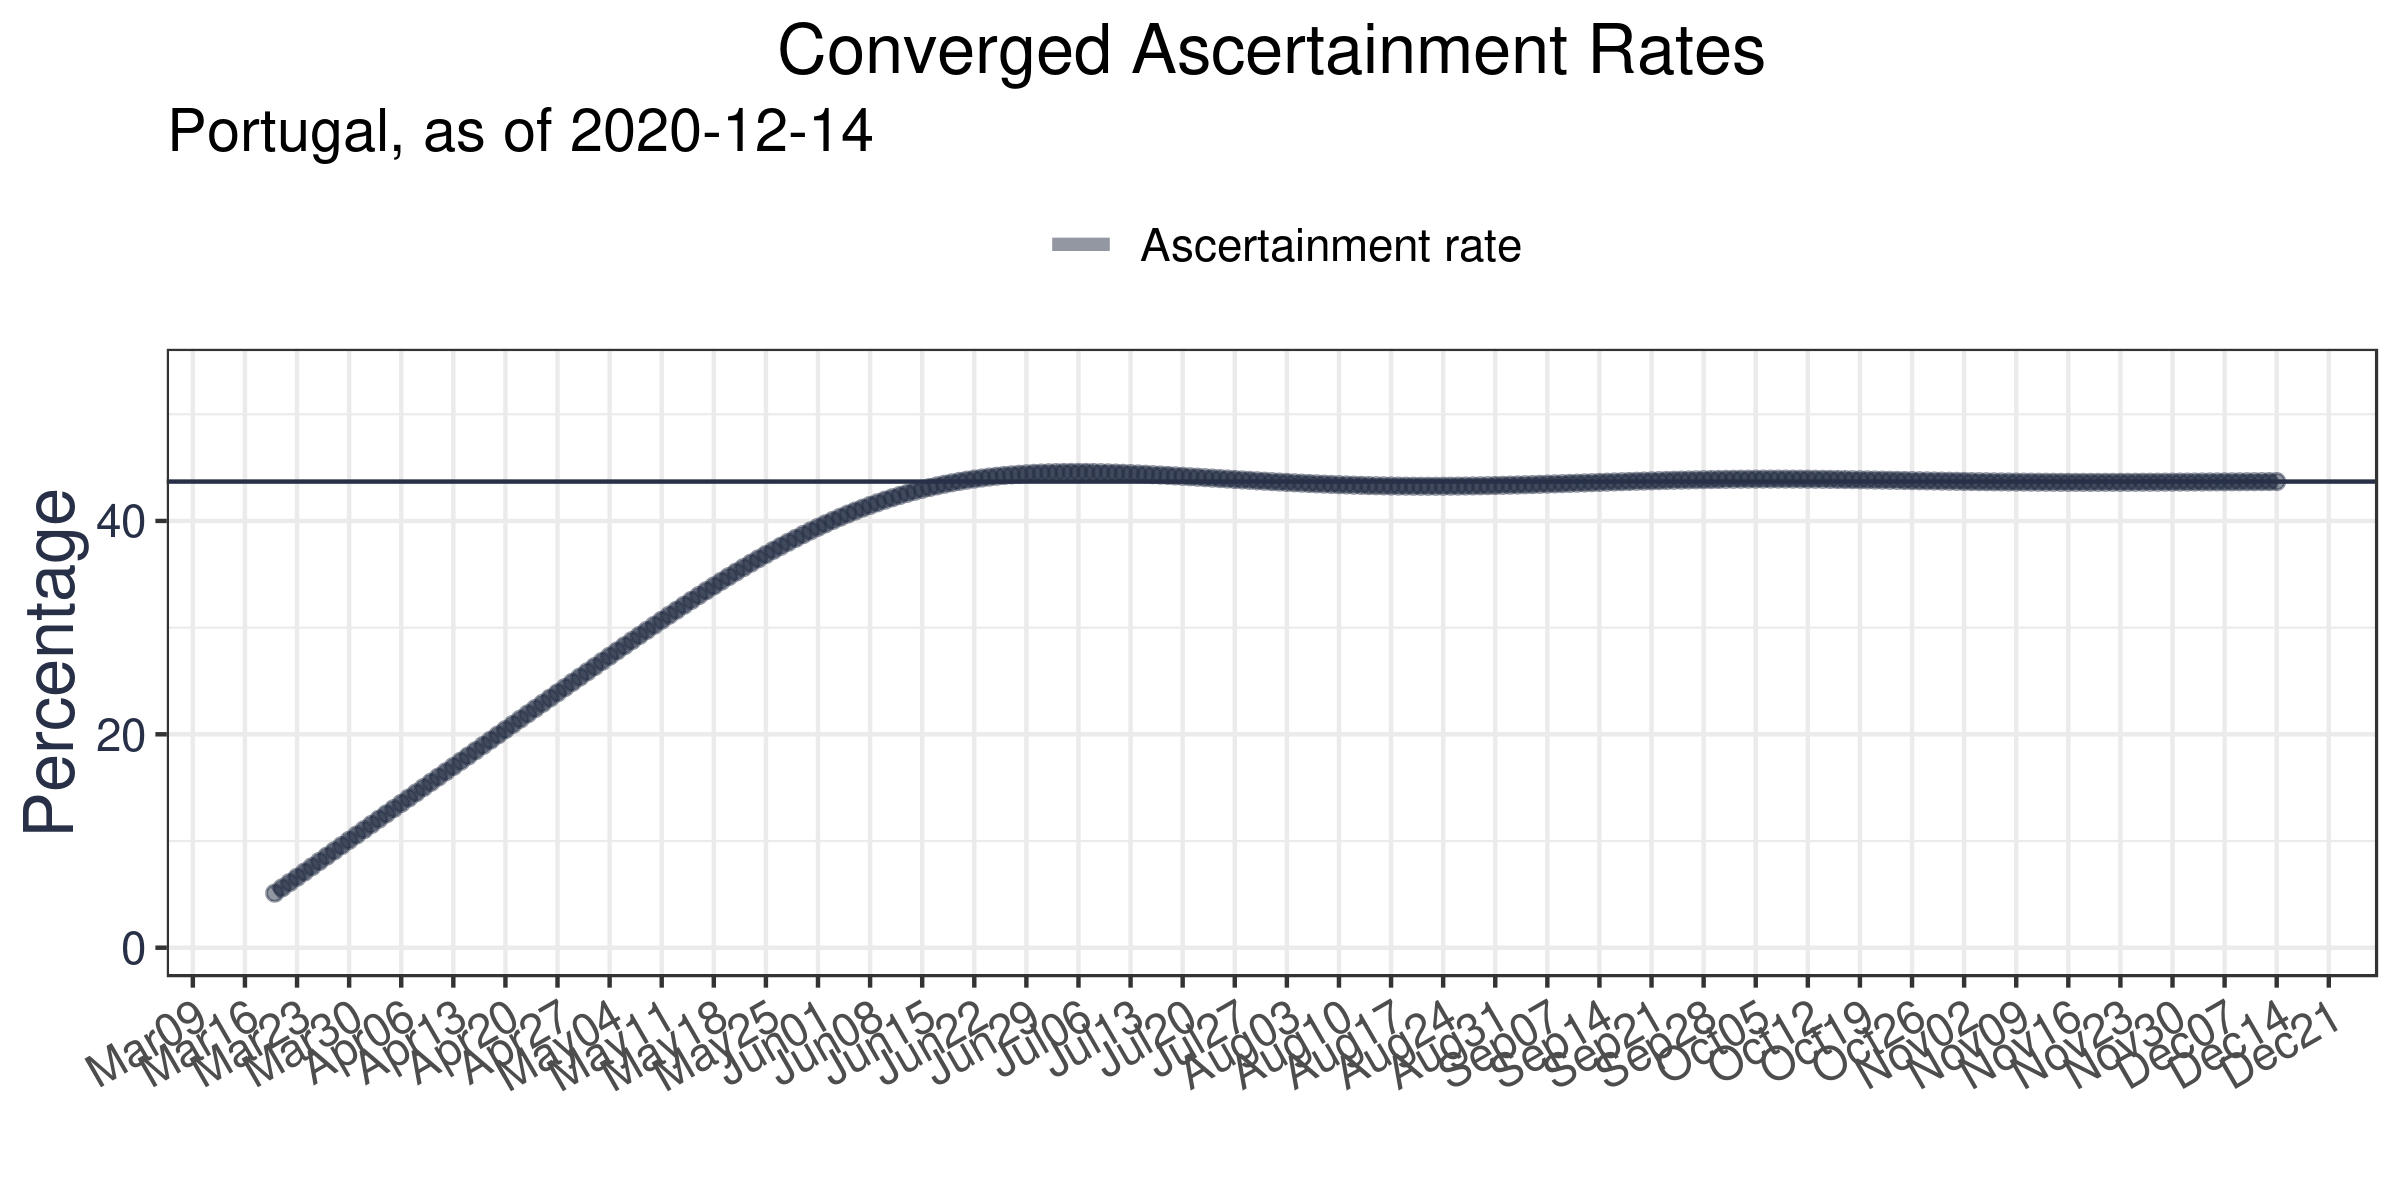 Converged Ascertainment Rates
Portugal, as of 2020-12-14
Ascertainment rate
Percentage
40
20
0
Mar09
Mar16
Mar23
Mar30
Apr06
Apr13
Apr20
Apr27
May04
May11
May18
May25
Jun01
Jun08
Jun15
Jun22
Jun29
Jul06
Jul13
Jul20
Jul27
Aug03
Aug10
Aug17
Aug24
Aug31
Sep07
Sep14
Sep21
Sep28
Oct05
Oct12
Oct19
Oct26
Nov02
Nov09
Nov16
Nov23
Nov30
Dec07
Dec14
Dec21